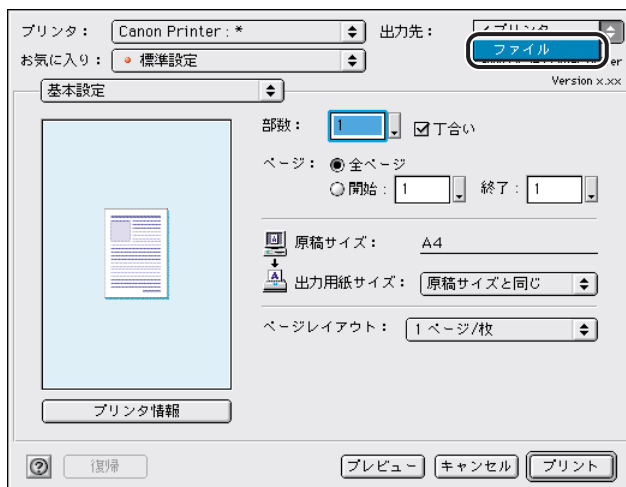 プリンタ： Canon Printer : * 出力先：
ファイル
お気に入り： 標準設定 er
Version x.xx
基本設定
部数： 1 丁合い
ページ： 全ページ
開始： 1 終了： 1
原稿サイズ： A4
出力用紙サイズ： 原稿サイズと同じ
ページレイアウト： 1 ページ/枚
プリンタ情報
? 復帰 プレビュー キャンセル プリント